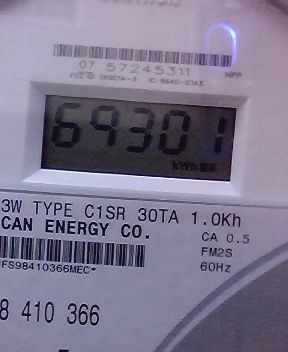 07 57245311 HPP
69301
kWh
3W TYPE C1SR 30TA 1.0Kh
CAN ENERGY CO.
CA 0.5
FM2S
60Hz
FS98410366MEC*
8 410 366